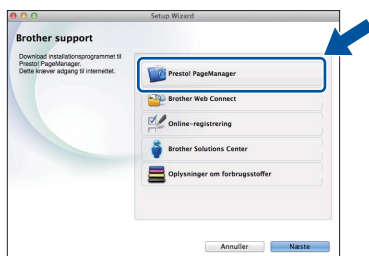 Setup Wizard
Brother support
Download installationsprogrammet til
Presto! PageManager.
Dette kræver adgang til internettet.
Presto! PageManager
Brother Web Connect
Online-registrering
Brother Solutions Center
Oplysninger om forbrugsstoffer
Annuller
Næste